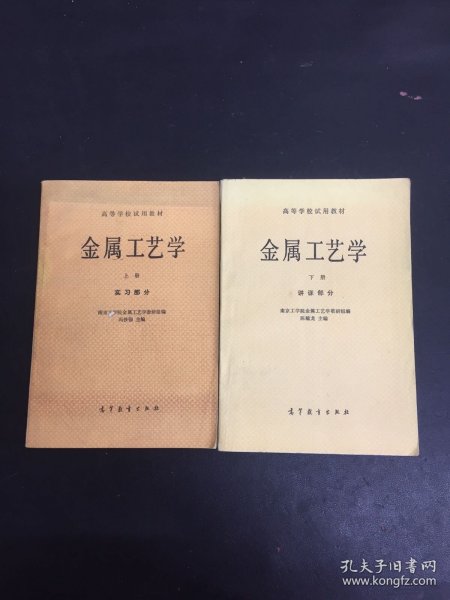 高等学校试用教材
金属工艺学
上册
实习部分
南京工学院金属工艺学教研组编
主编
高等教育出版社
高等学校试用教材
金属工艺学
下册
讲课部分
南京工学院金属工艺学教研组编
主编
高等教育出版社
孔夫子旧书网
www.kongfz.com